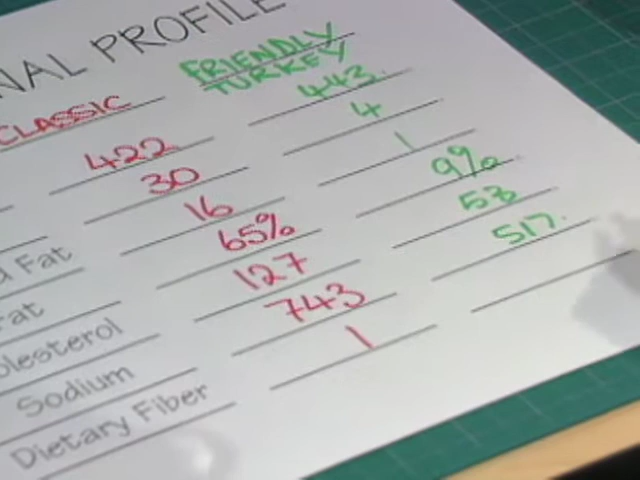 NAL PROFILE
CLASSIC FRIENDLY TURKEY
422 443
30 4
d Fat 16 1
Fat 65% 9%
olesterol 127 53
Sodium 743 517
Dietary Fiber 1